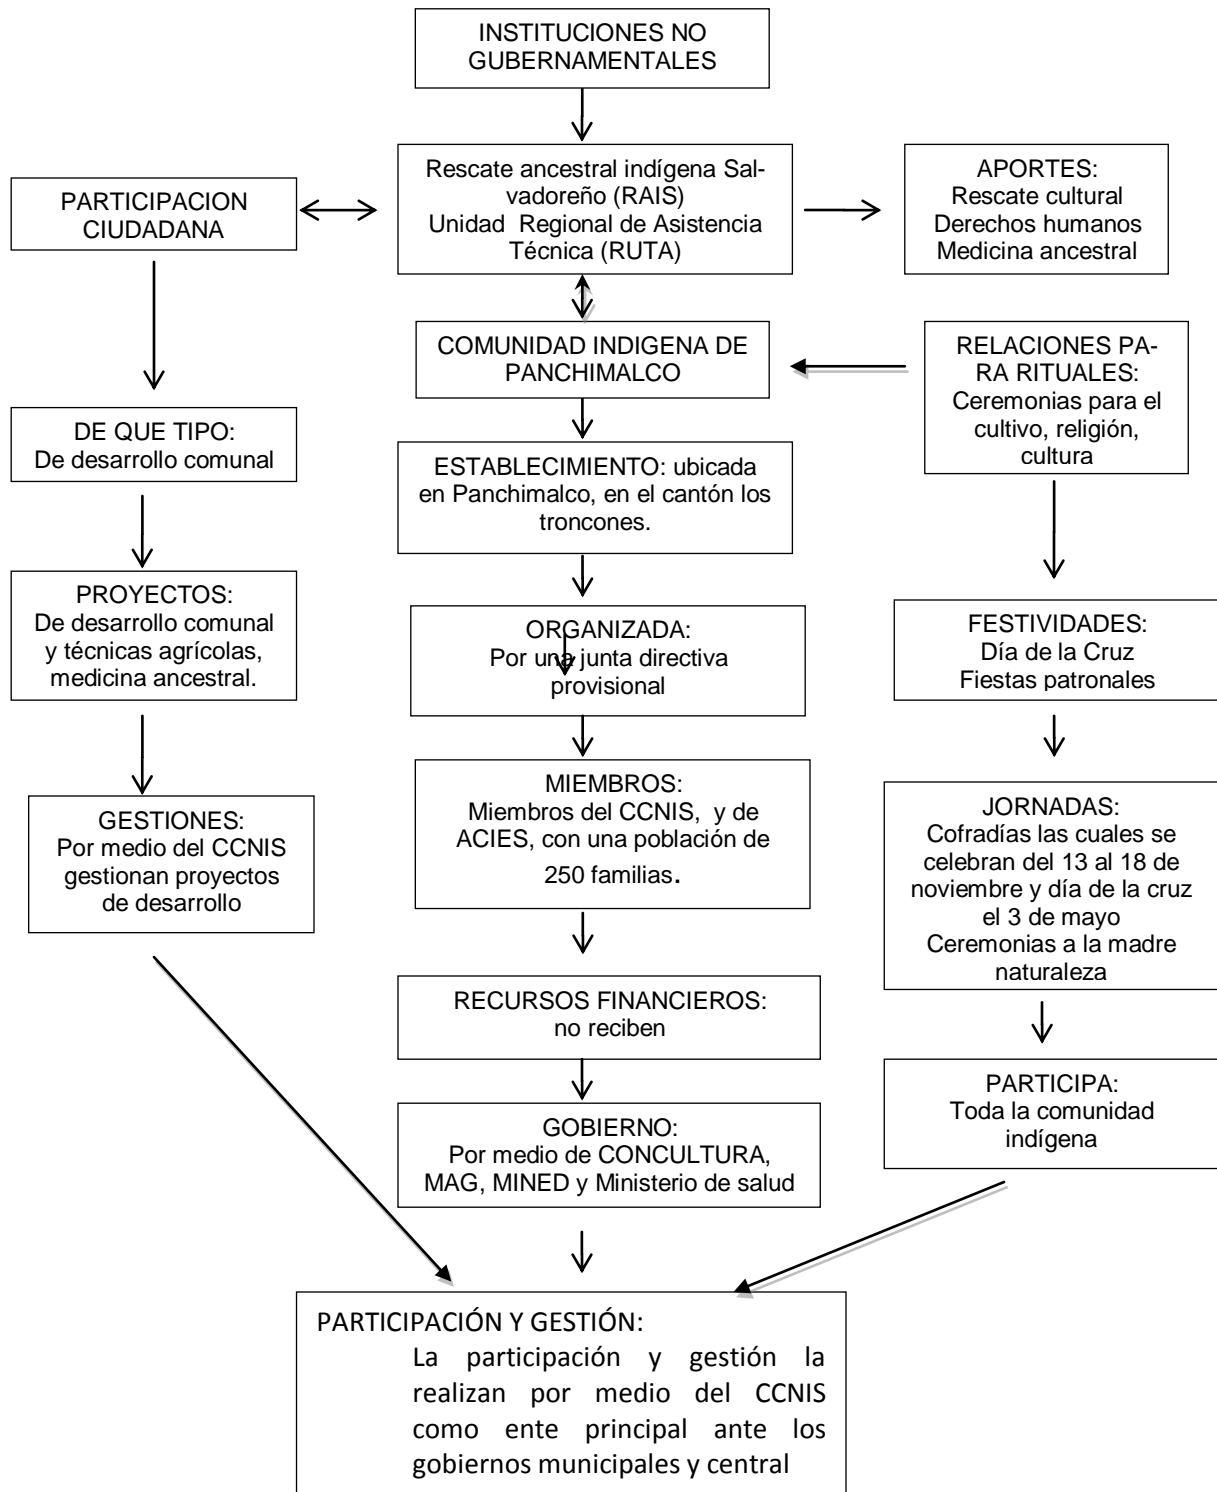 INSTITUCIONES NO
GUBERNAMENTALES
Rescate ancestral indígena Sal-
vadoreño (RAIS)
Unidad  Regional de Asistencia
Técnica (RUTA)
APORTES:
Rescate cultural
Derechos humanos
Medicina ancestral
PARTICIPACION
CIUDADANA
COMUNIDAD INDIGENA DE
PANCHIMALCO
RELACIONES PA-
RA RITUALES:
Ceremonias para el
cultivo, religión,
cultura
DE QUE TIPO:
De desarrollo comunal
ESTABLECIMIENTO: ubicada
en Panchimalco, en el cantón los
troncones.
PROYECTOS:
De desarrollo comunal
y técnicas agrícolas,
medicina ancestral.
ORGANIZADA:
Por una junta directiva
provisional
FESTIVIDADES:
Día de la Cruz
Fiestas patronales
GESTIONES:
Por medio del CCNIS
gestionan proyectos
de desarrollo
MIEMBROS:
Miembros del CCNIS,  y de
ACIES, con una población de
250 familias.
JORNADAS:
Cofradías las cuales se
celebran del 13 al 18 de
noviembre y día de la cruz
el 3 de mayo
Ceremonias a la madre
naturaleza
RECURSOS FINANCIEROS:
no reciben
PARTICIPA:
Toda la comunidad
indígena
GOBIERNO:
Por medio de CONCULTURA,
MAG, MINED y Ministerio de salud
PARTICIPACIÓN Y GESTIÓN:
La participación y gestión la
realizan por medio del CCNIS
como ente principal ante los
gobiernos municipales y central